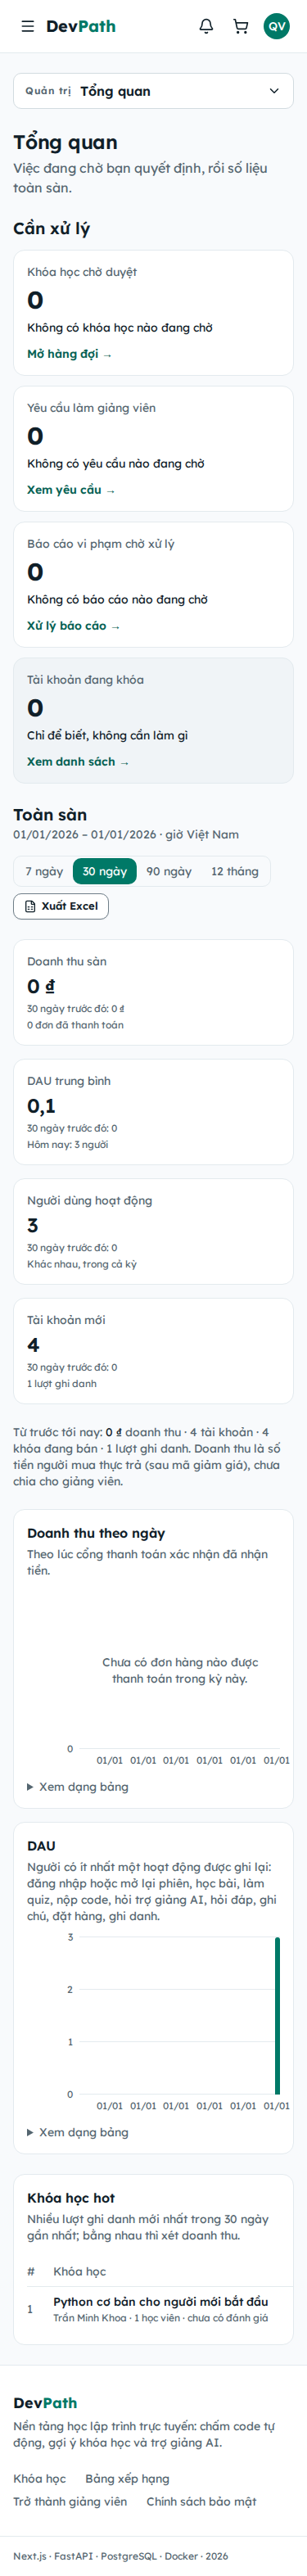 DevPath
QV
Quản trị Tổng quan
Tổng quan
Việc đang chờ bạn quyết định, rồi số liệu
toàn sàn.
Cần xử lý
Khóa học chờ duyệt
0
Không có khóa học nào đang chờ
Mở hàng đợi →
Yêu cầu làm giảng viên
0
Không có yêu cầu nào đang chờ
Xem yêu cầu →
Báo cáo vi phạm chờ xử lý
0
Không có báo cáo nào đang chờ
Xử lý báo cáo →
Tài khoản đang khóa
0
Chỉ để biết, không cần làm gì
Xem danh sách →
Toàn sàn
01/01/2026 – 01/01/2026 · giờ Việt Nam
7 ngày 30 ngày 90 ngày 12 tháng
Xuất Excel
Doanh thu sàn
0 ₫
30 ngày trước đó: 0 ₫
0 đơn đã thanh toán
DAU trung bình
0,1
30 ngày trước đó: 0
Hôm nay: 3 người
Người dùng hoạt động
3
30 ngày trước đó: 0
Khác nhau, trong cả kỳ
Tài khoản mới
4
30 ngày trước đó: 0
1 lượt ghi danh
Từ trước tới nay: 0 ₫ doanh thu · 4 tài khoản · 4
khóa đang bán · 1 lượt ghi danh. Doanh thu là số
tiền người mua thực trả (sau mã giảm giá), chưa
chia cho giảng viên.
Doanh thu theo ngày
Theo lúc cổng thanh toán xác nhận đã nhận
tiền.
Chưa có đơn hàng nào được
thanh toán trong kỳ này.
0
01/01 01/01 01/01 01/01 01/01 01/01
Xem dạng bảng
DAU
Người có ít nhất một hoạt động được ghi lại:
đăng nhập hoặc mở lại phiên, học bài, làm
quiz, nộp code, hỏi trợ giảng AI, hỏi đáp, ghi
chú, đặt hàng, ghi danh.
3
2
1
0
01/01 01/01 01/01 01/01 01/01 01/01
Xem dạng bảng
Khóa học hot
Nhiều lượt ghi danh mới nhất trong 30 ngày
gần nhất; bằng nhau thì xét doanh thu.
# Khóa học
1 Python cơ bản cho người mới bắt đầu
Trần Minh Khoa · 1 học viên · chưa có đánh giá
DevPath
Nền tảng học lập trình trực tuyến: chấm code tự
động, gợi ý khóa học và trợ giảng AI.
Khóa học Bảng xếp hạng
Trở thành giảng viên Chính sách bảo mật
Next.js · FastAPI · PostgreSQL · Docker · 2026